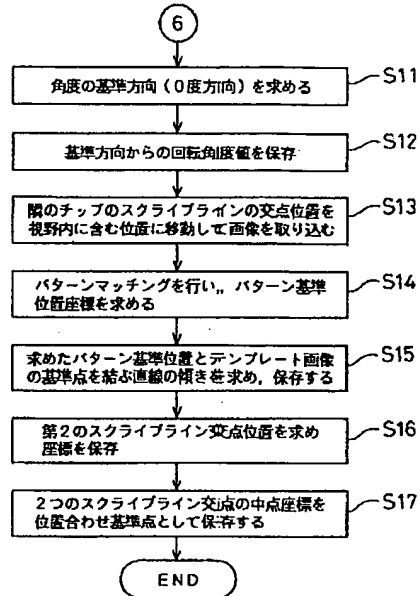 6
角度の基準方向（0度方向）を求める
S11
基準方向からの回転角度値を保存
S12
隣のチップのスクライブラインの交点位置を
視野内に含む位置に移動して画像を取り込む
S13
パターンマッチングを行い,, パターン基準
位置座標を求める
S14
求めたパターン基準位置とテンプレート画像
の基準点を結ぶ直線の傾きを求め, 保存する
S15
第2のスクライブライン交点位置を求め
座標を保存
S16
2つのスクライブライン交点の中点座標を
位置合わせ基準点として保存する
S17
END